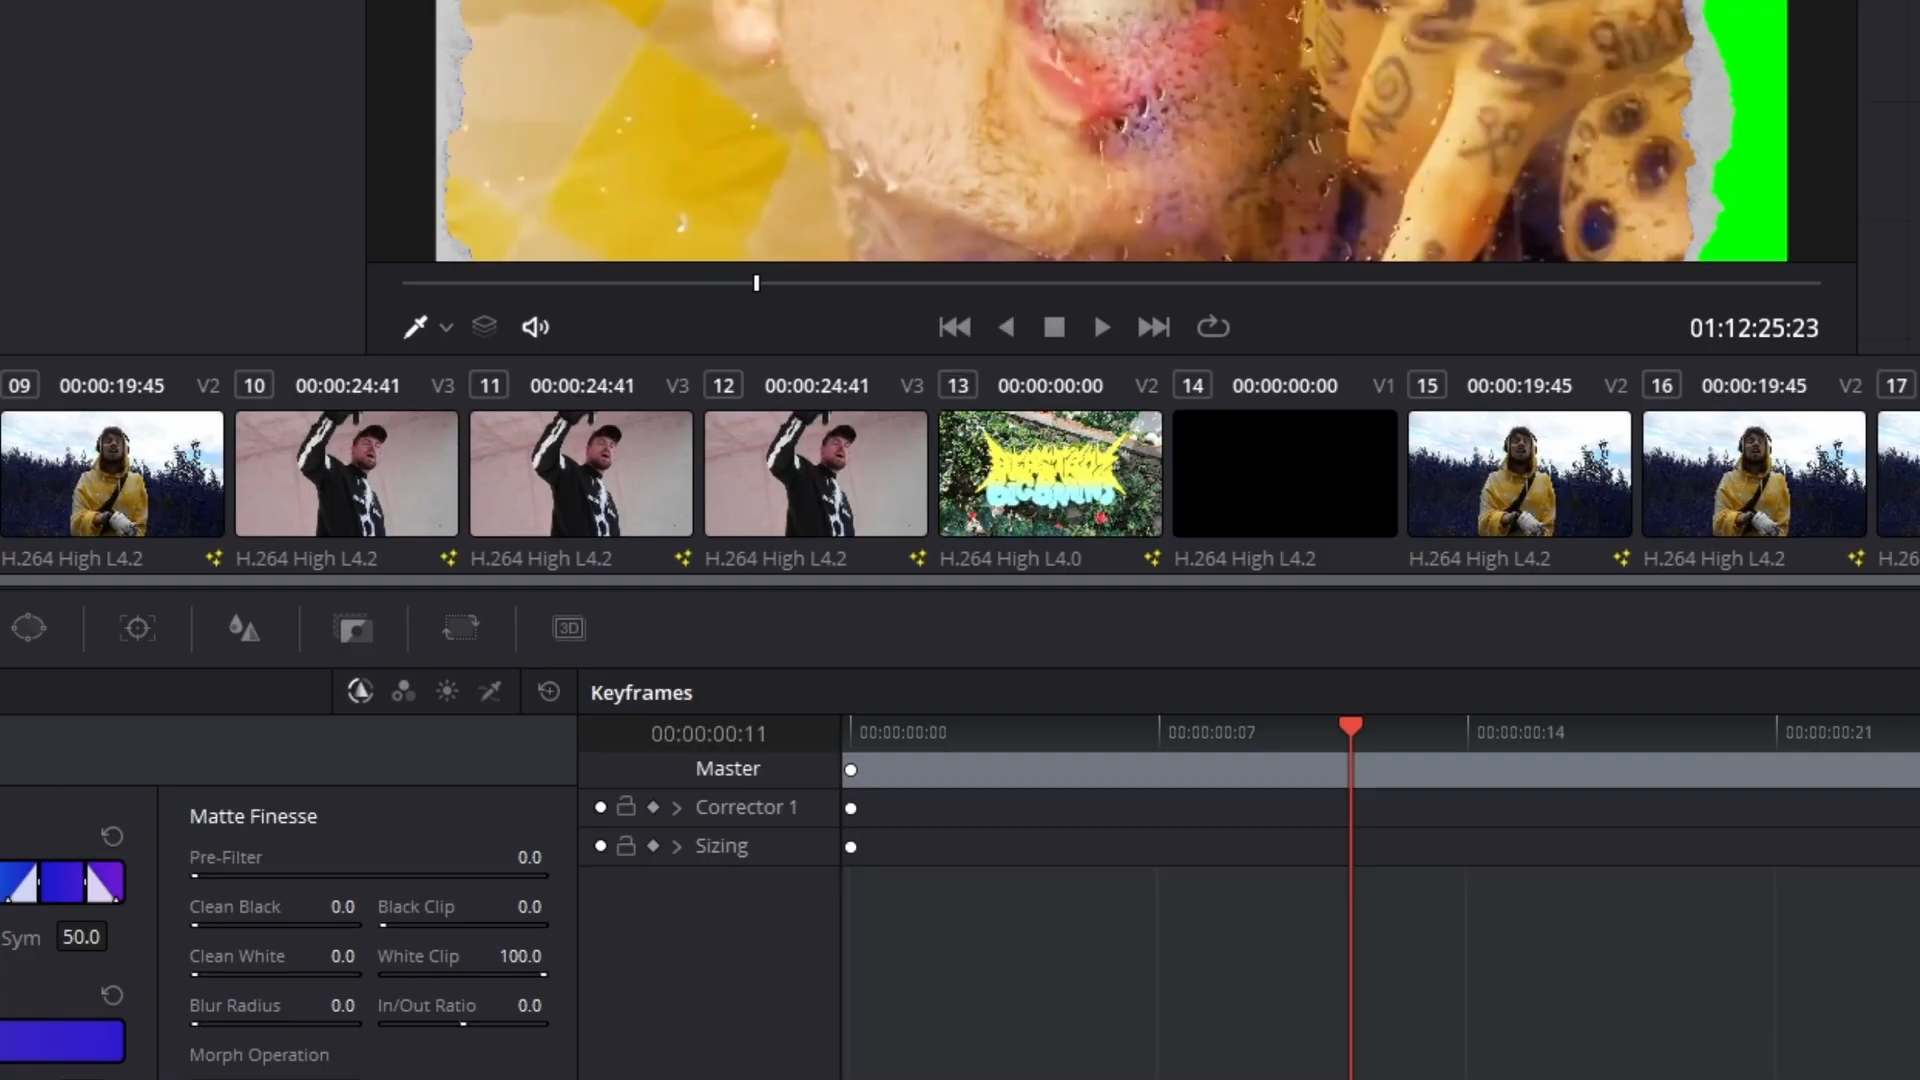 01:12:25:23
09 00:00:19:45 V2 10 00:00:24:41 V3 11 00:00:24:41 V3 12 00:00:24:41 V3 13 00:00:00:00 V2 14 00:00:00:00 V1 15 00:00:19:45 V2 16 00:00:19:45 V2 17
H.264 High L4.2 H.264 High L4.2 H.264 High L4.2 H.264 High L4.2 H.264 High L4.0 H.264 High L4.2 H.264 High L4.2 H.264 High L4.2 H.26
3D
Keyframes
00:00:00:11 00:00:00:00 00:00:00:07 00:00:00:14 00:00:00:21
Master
Corrector 1
Sizing
Matte Finesse
Pre-Filter 0.0
Clean Black 0.0 Black Clip 0.0
Sym 50.0
Clean White 0.0 White Clip 100.0
Blur Radius 0.0 In/Out Ratio 0.0
Morph Operation